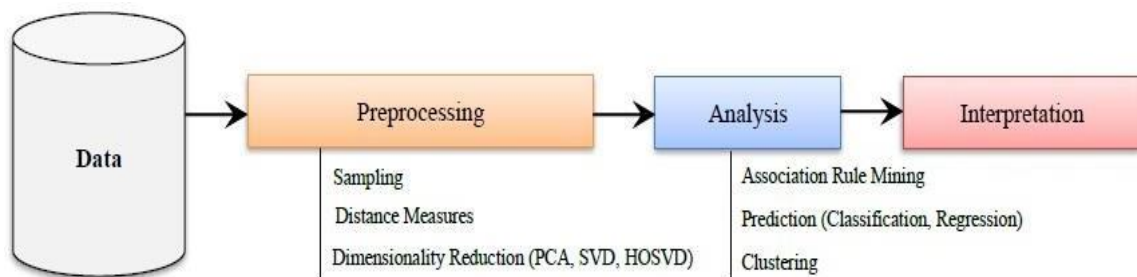 Data
Preprocessing
Sampling
Distance Measures
Dimensionality Reduction (PCA, SVD, HOSVD)
Analysis
Association Rule Mining
Prediction (Classification, Regression)
Clustering
Interpretation